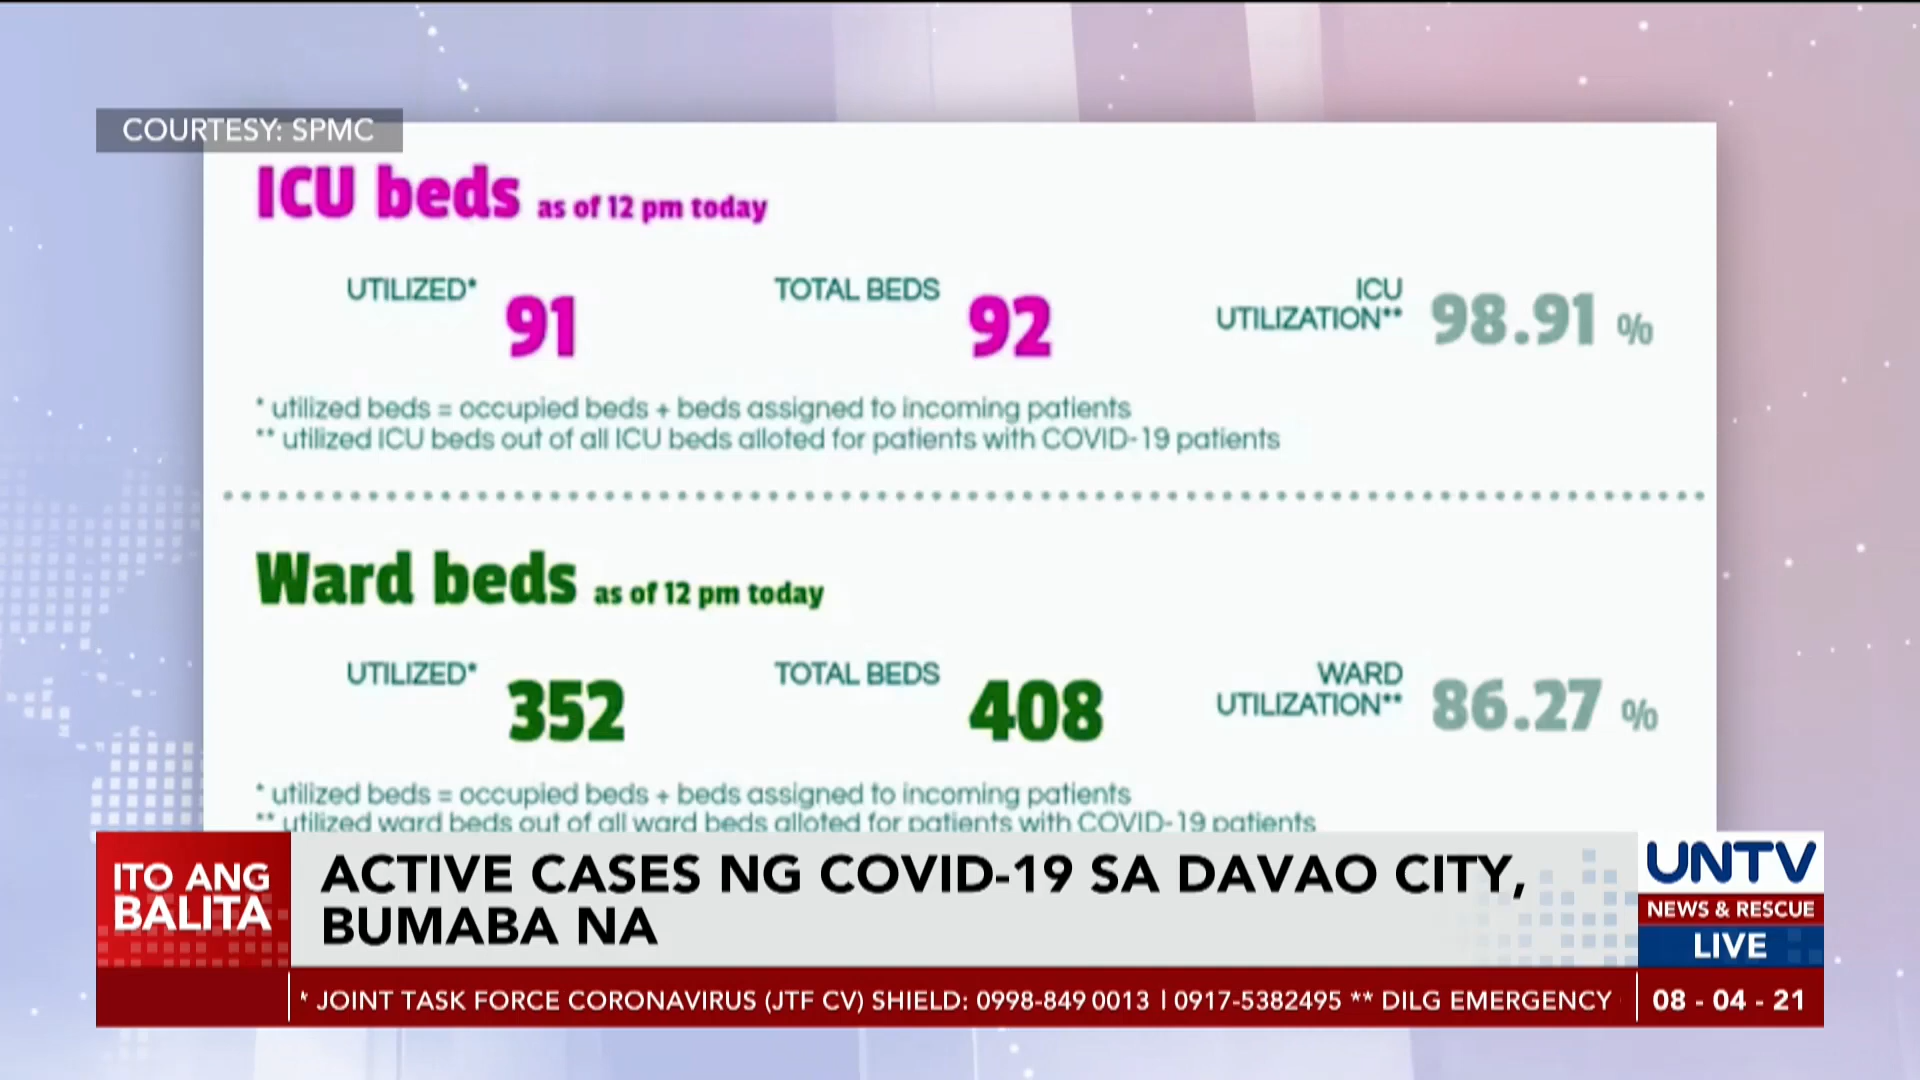 COURTESY: SPMC
ICU beds as of 12 pm today
UTILIZED* 91 TOTAL BEDS 92 ICU UTILIZATION** 98.91 %
* utilized beds = occupied beds + beds assigned to incoming patients
** utilized ICU beds out of all ICU beds alloted for patients with COVID-19 patients
Ward beds as of 12 pm today
UTILIZED* 352 TOTAL BEDS 408 WARD UTILIZATION** 86.27 %
* utilized beds = occupied beds + beds assigned to incoming patients
** utilized ward beds out of all ward beds alloted for patients with COVID-19 patients
ITO ANG
BALITA
ACTIVE CASES NG COVID-19 SA DAVAO CITY,
BUMABA NA
UNTV
NEWS & RESCUE
LIVE
* JOINT TASK FORCE CORONAVIRUS (JTF CV) SHIELD: 0998-849 0013 | 0917-5382495 ** DILG EMERGENCY
08 - 04 - 21